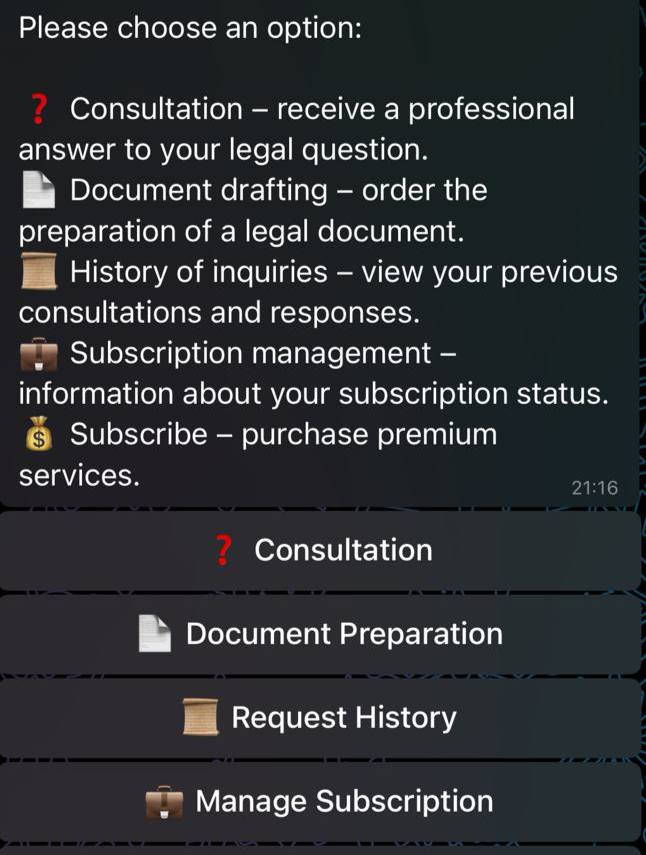 Please choose an option:
❓ Consultation – receive a professional
answer to your legal question.
📄 Document drafting – order the
preparation of a legal document.
📜 History of inquiries – view your previous
consultations and responses.
💼 Subscription management –
information about your subscription status.
💰 Subscribe – purchase premium
services.
21:16
❓ Consultation
📄 Document Preparation
📜 Request History
💼 Manage Subscription